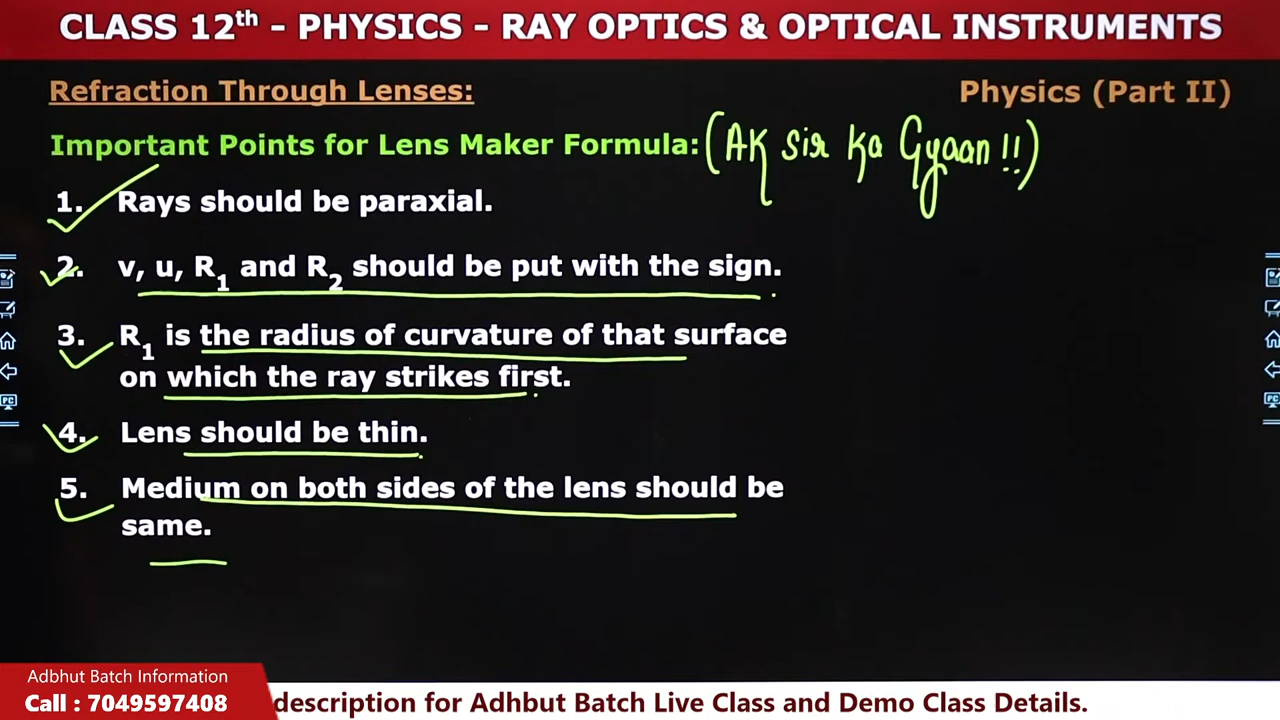 CLASS 12th - PHYSICS - RAY OPTICS & OPTICAL INSTRUMENTS
Refraction Through Lenses:
Physics (Part II)
Important Points for Lens Maker Formula: (AK Sir Ka Gyaan !!)
1. Rays should be paraxial.
2. v, u, R1 and R2 should be put with the sign.
3. R1 is the radius of curvature of that surface
on which the ray strikes first.
4. Lens should be thin.
5. Medium on both sides of the lens should be
same.
PC
PC
Adbhut Batch Information
Call : 7049597408
description for Adhbut Batch Live Class and Demo Class Details.